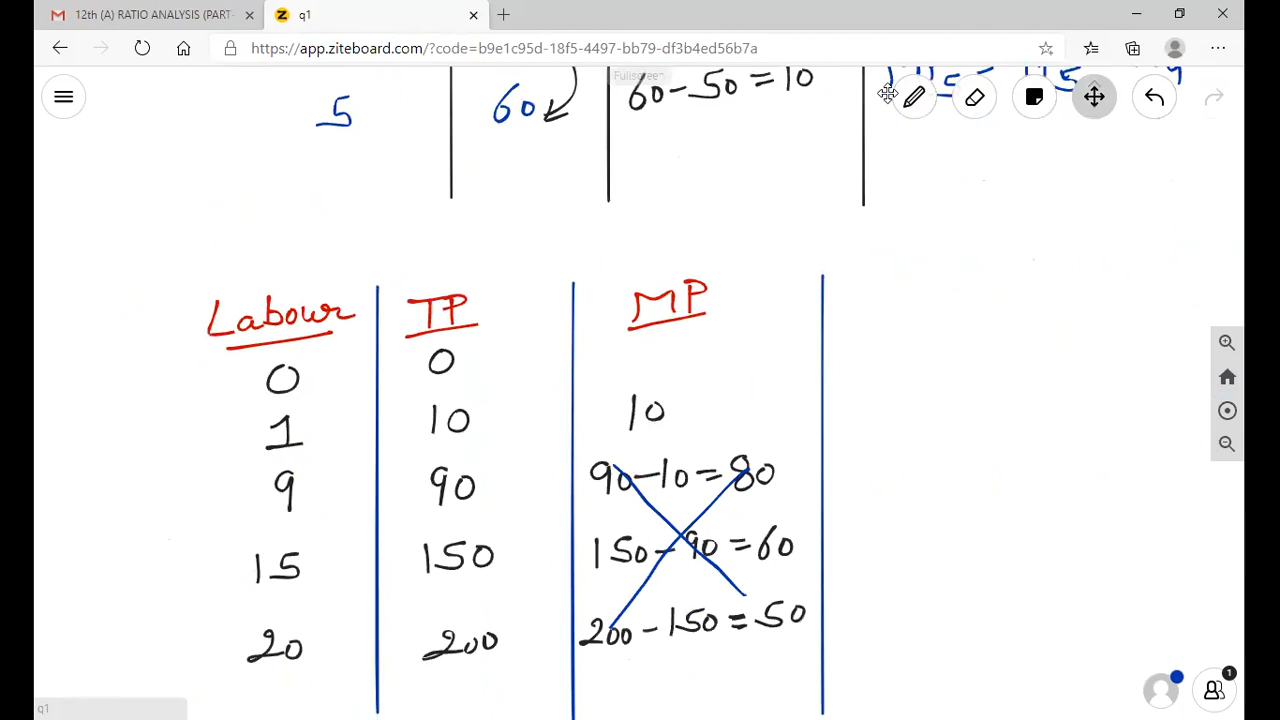 12th (A) RATIO ANALYSIS (PART-
q1
https://app.ziteboard.com/?code=b9e1c95d-18f5-4497-bb79-df3b4ed56b7a
Fullscreen
5 60 60-50=10
Labour TP MP
0 0
1 10 10
9 90 90-10=80
15 150 150-90=60
20 200 200-150=50
1
q1